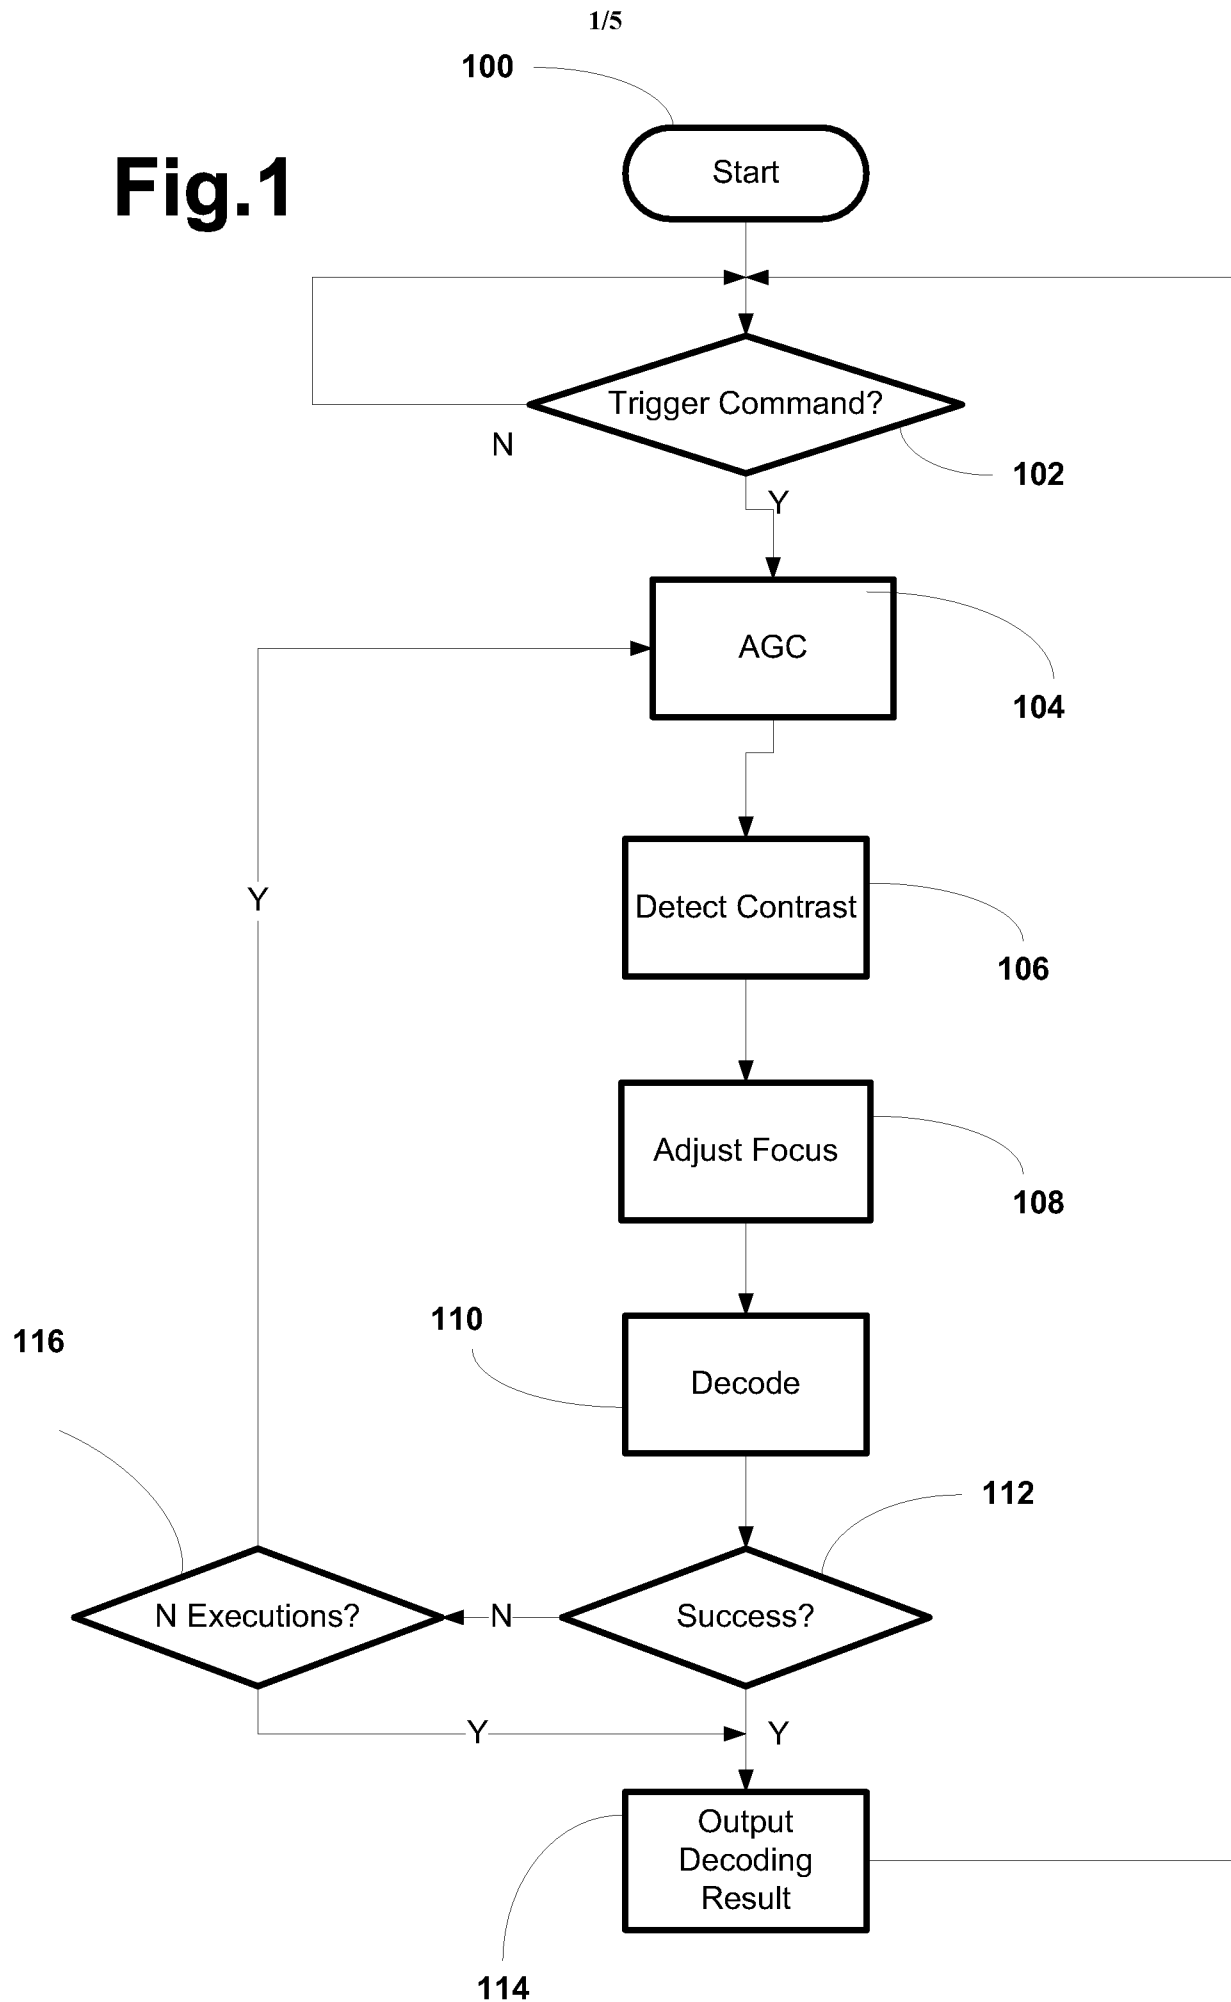 1/5
100
Fig.1
Start
Trigger Command?
N
102
Y
AGC
104
Y
Detect Contrast
106
Adjust Focus
108
110
116
Decode
112
N Executions?
N
Success?
Y
Y
Output
Decoding
Result
114